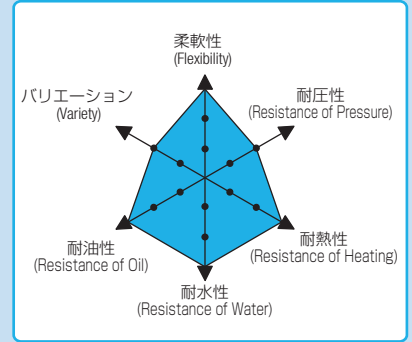 柔軟性
(Flexibility)
バリエーション
(Variety)
耐圧性
(Resistance of Pressure)
耐油性
(Resistance of Oil)
耐熱性
(Resistance of Heating)
耐水性
(Resistance of Water)